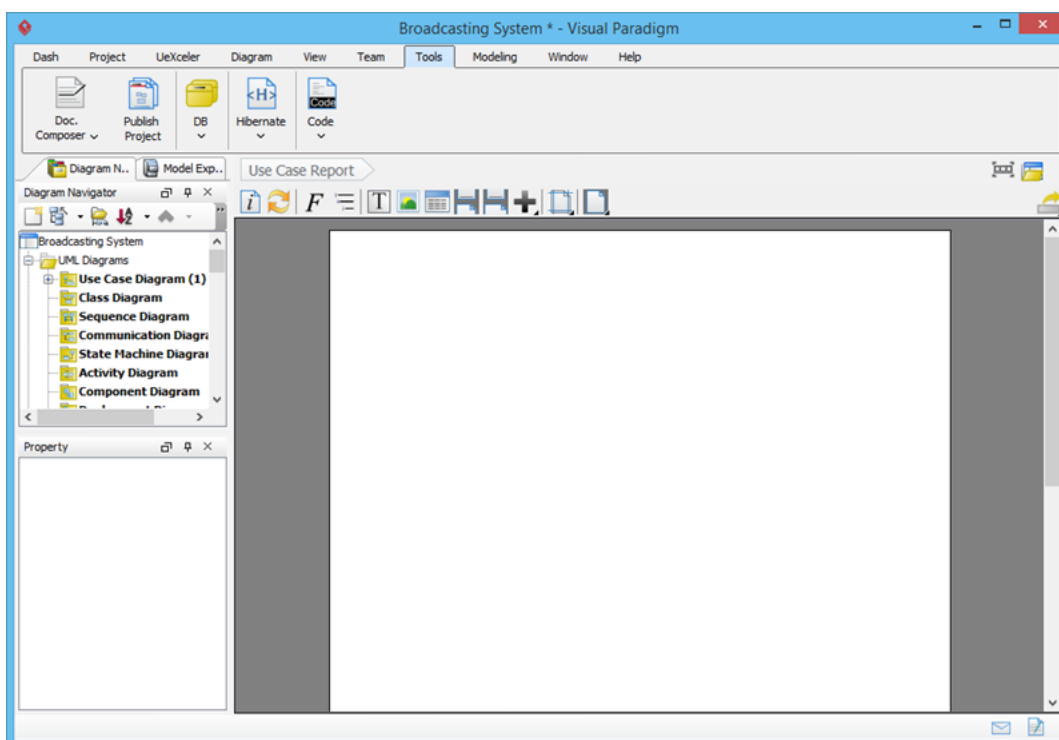 Broadcasting System * - Visual Paradigm
Dash Project UeXceler Diagram View Team Tools Modeling Window Help
Doc. Composer
Publish Project
DB
Hibernate
Code
Code
<H>
Diagram N.. Model Exp..
Use Case Report
Diagram Navigator
i F T
Broadcasting System
UML Diagrams
Use Case Diagram (1)
Class Diagram
Sequence Diagram
Communication Diagra
State Machine Diagran
Activity Diagram
Component Diagram
Property